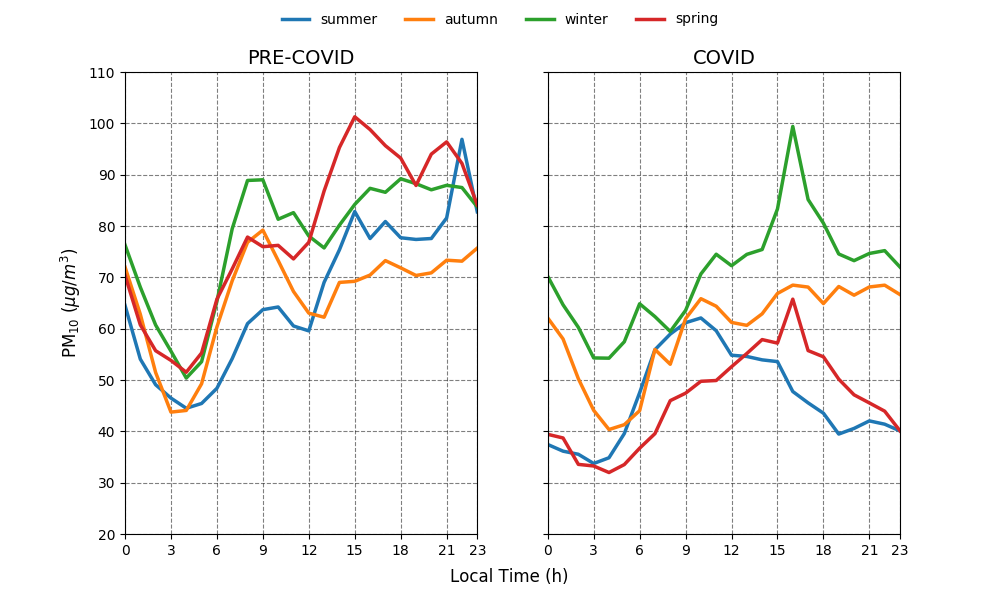 summer autumn winter spring
PRE-COVID COVID
110
100
90
80
70
60
50
40
30
20
PM₁₀ (μg/m³)
0 3 6 9 12 15 18 21 23 0 3 6 9 12 15 18 21 23
Local Time (h)